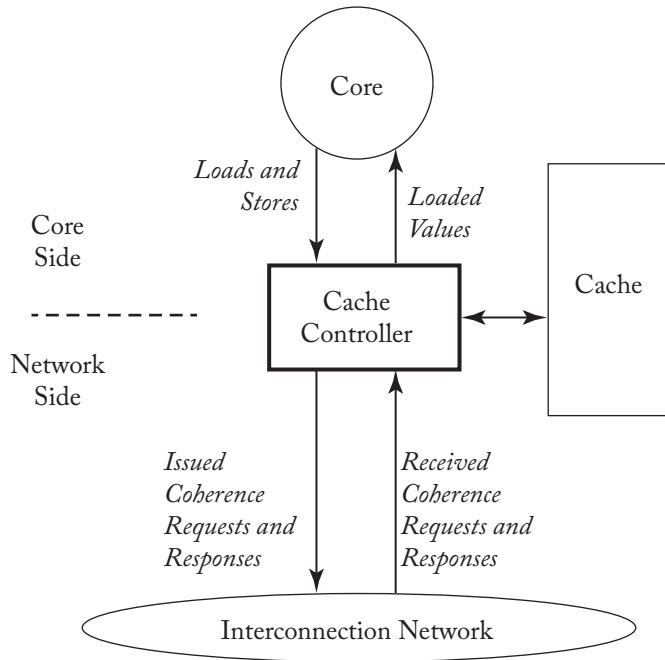 Core
Loads and
Stores
Loaded
Values
Core
Side
Cache
Controller
Cache
Network
Side
Issued
Coherence
Requests and
Responses
Received
Coherence
Requests and
Responses
Interconnection Network